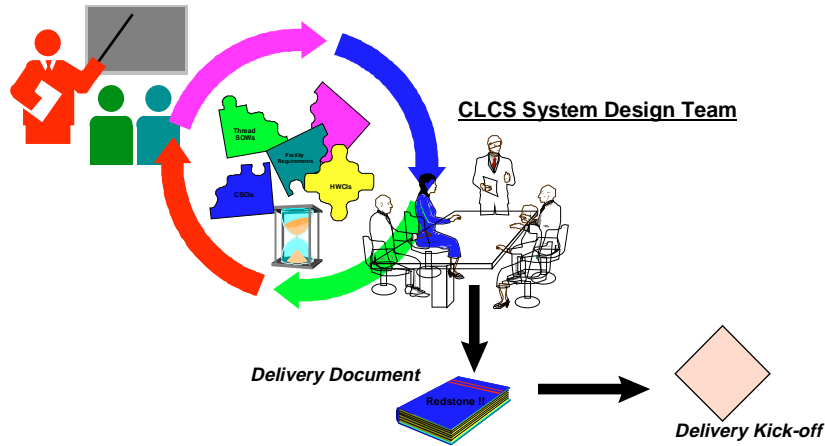 CLCS System Design Team
Thread
SOWs
Facility
Requirements
CSCIs
HWCIs
Delivery Document
Redstone !!
Delivery Kick-off